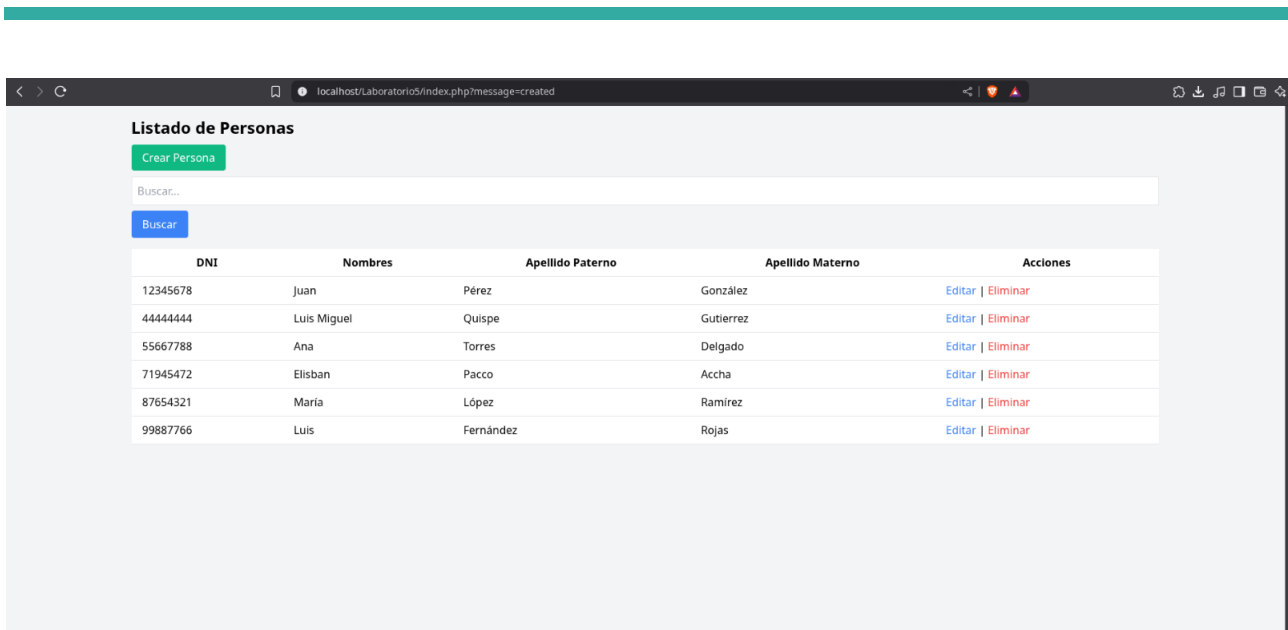 localhost/Laboratorio5/index.php?message=created
Listado de Personas
Crear Persona
Buscar...
Buscar
DNI Nombres Apellido Paterno Apellido Materno Acciones
12345678 Juan Pérez González Editar | Eliminar
44444444 Luis Miguel Quispe Gutierrez Editar | Eliminar
55667788 Ana Torres Delgado Editar | Eliminar
71945472 Elisban Pacco Accha Editar | Eliminar
87654321 María López Ramírez Editar | Eliminar
99887766 Luis Fernández Rojas Editar | Eliminar